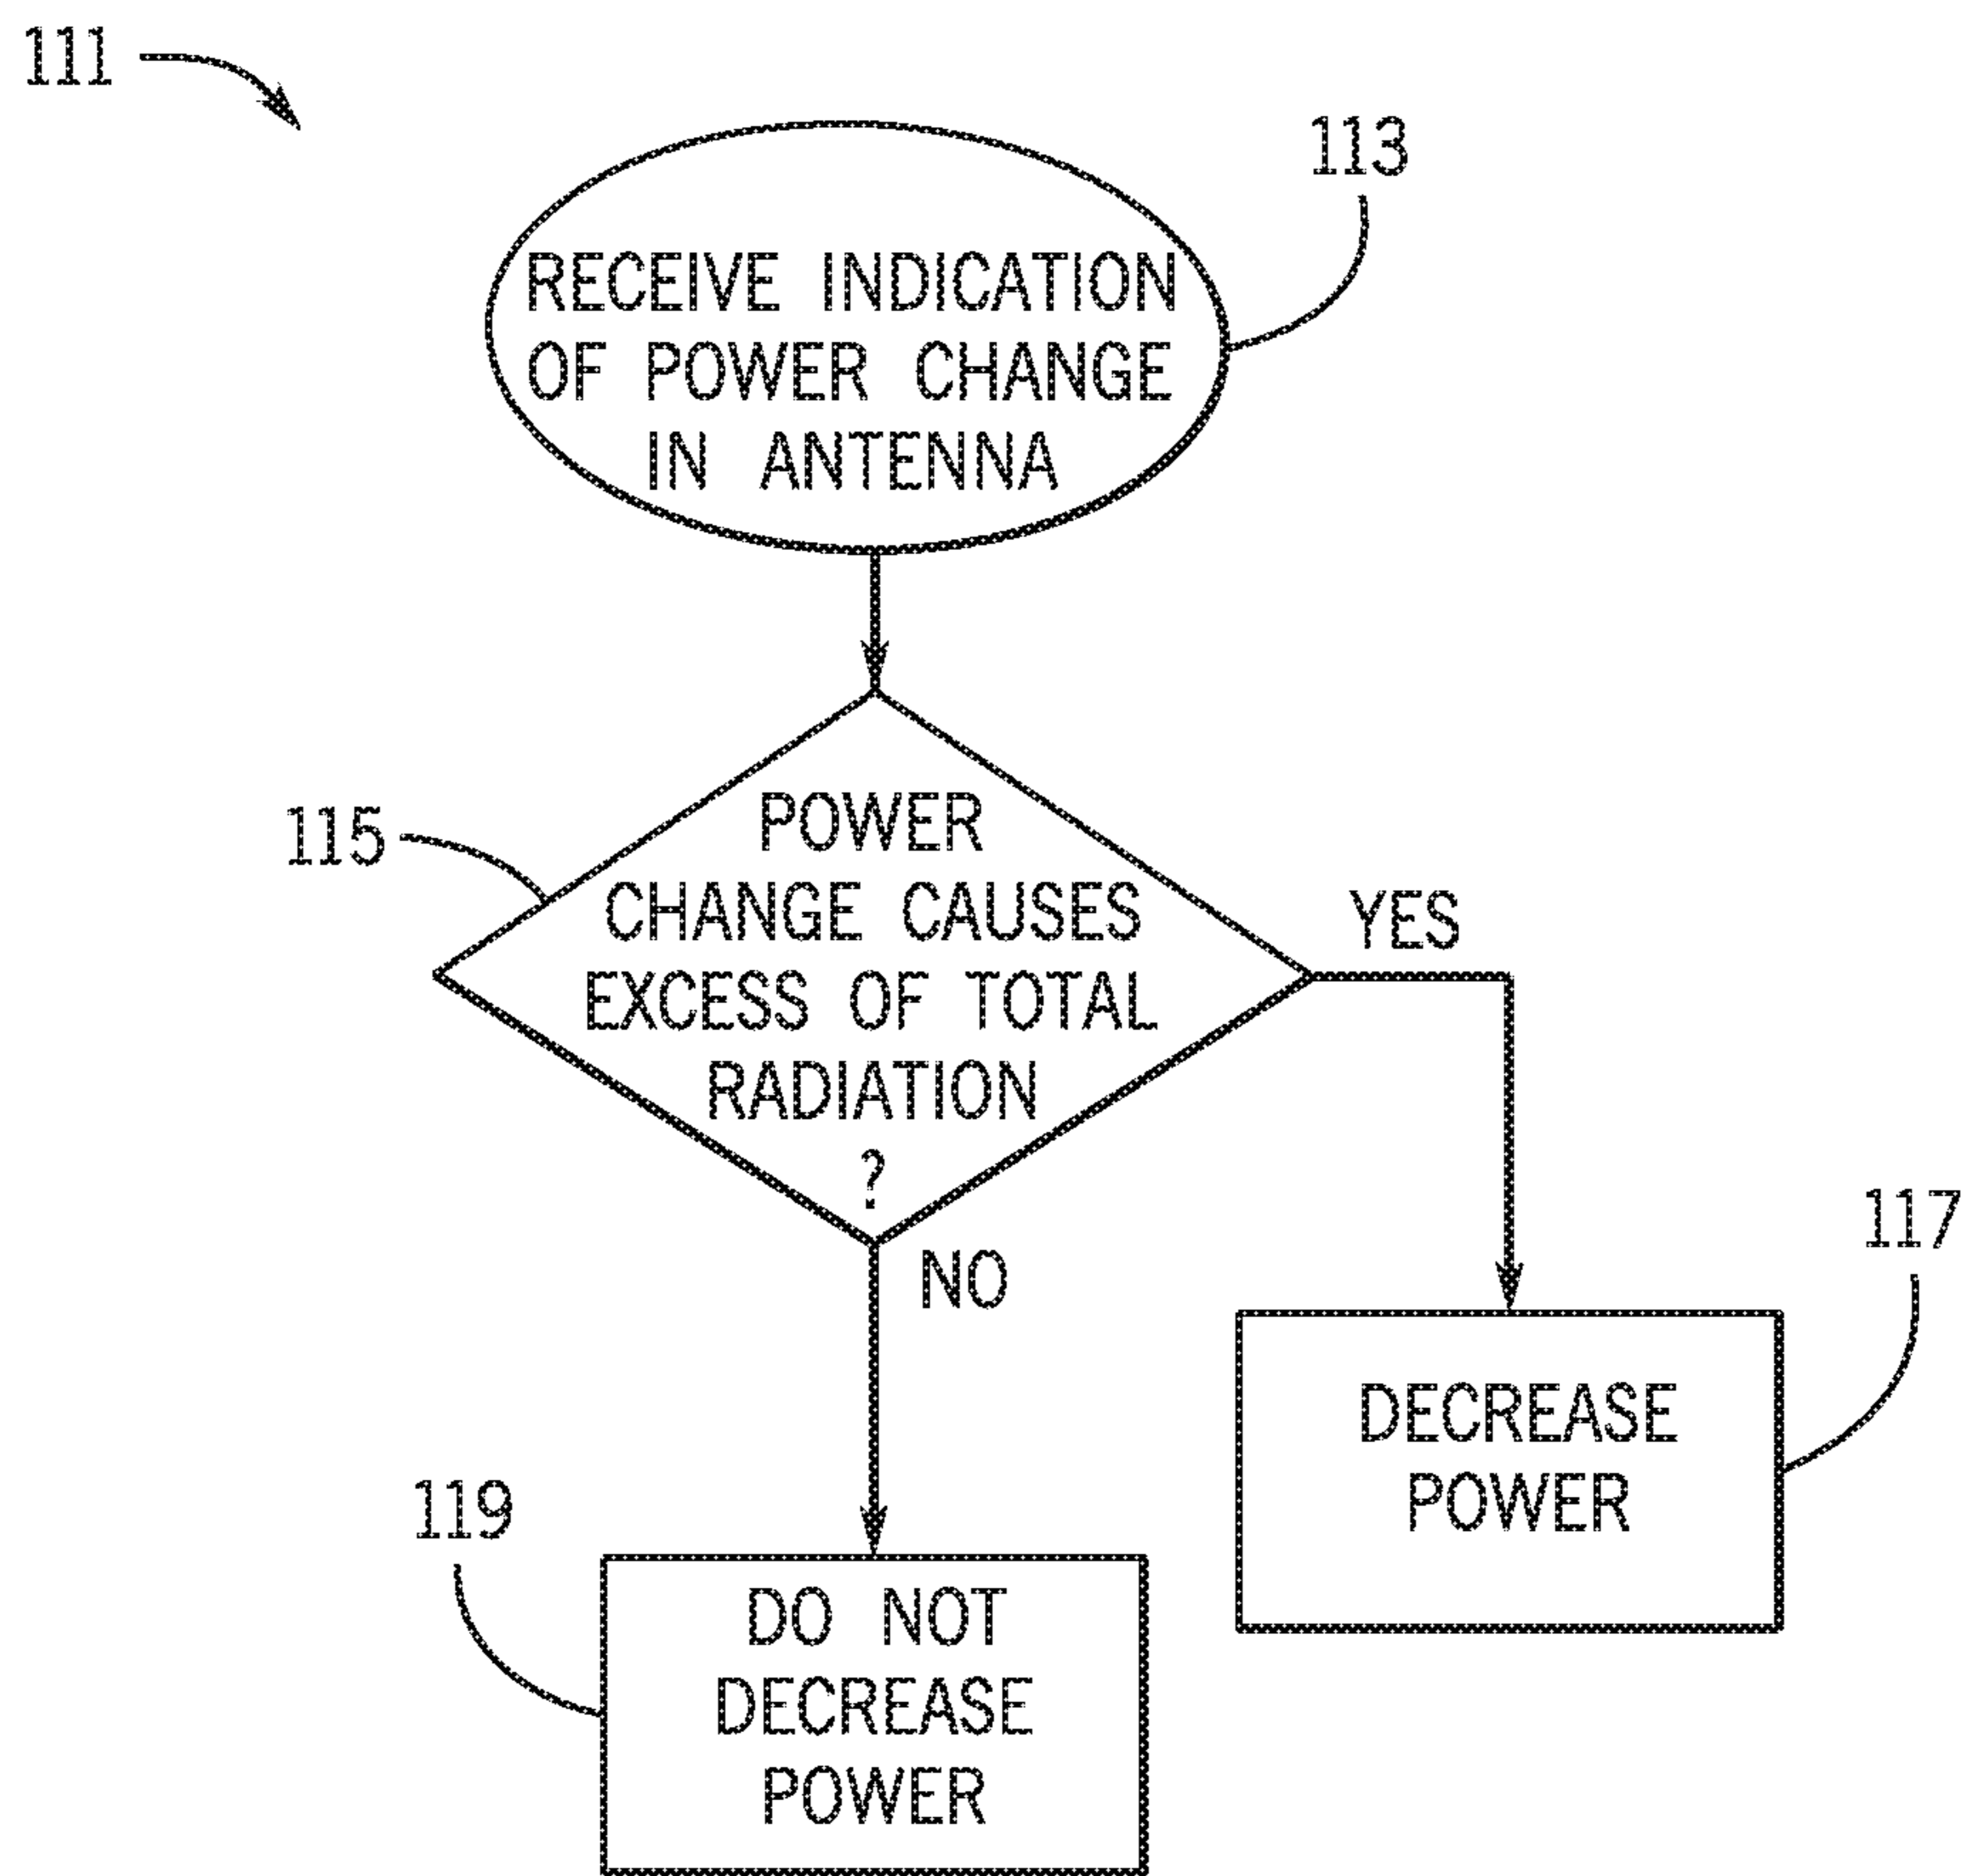 111
113
RECEIVE INDICATION
OF POWER CHANGE
IN ANTENNA
115
POWER
CHANGE CAUSES
EXCESS OF TOTAL
RADIATION
?
YES
NO
117
DECREASE
POWER
119
DO NOT
DECREASE
POWER